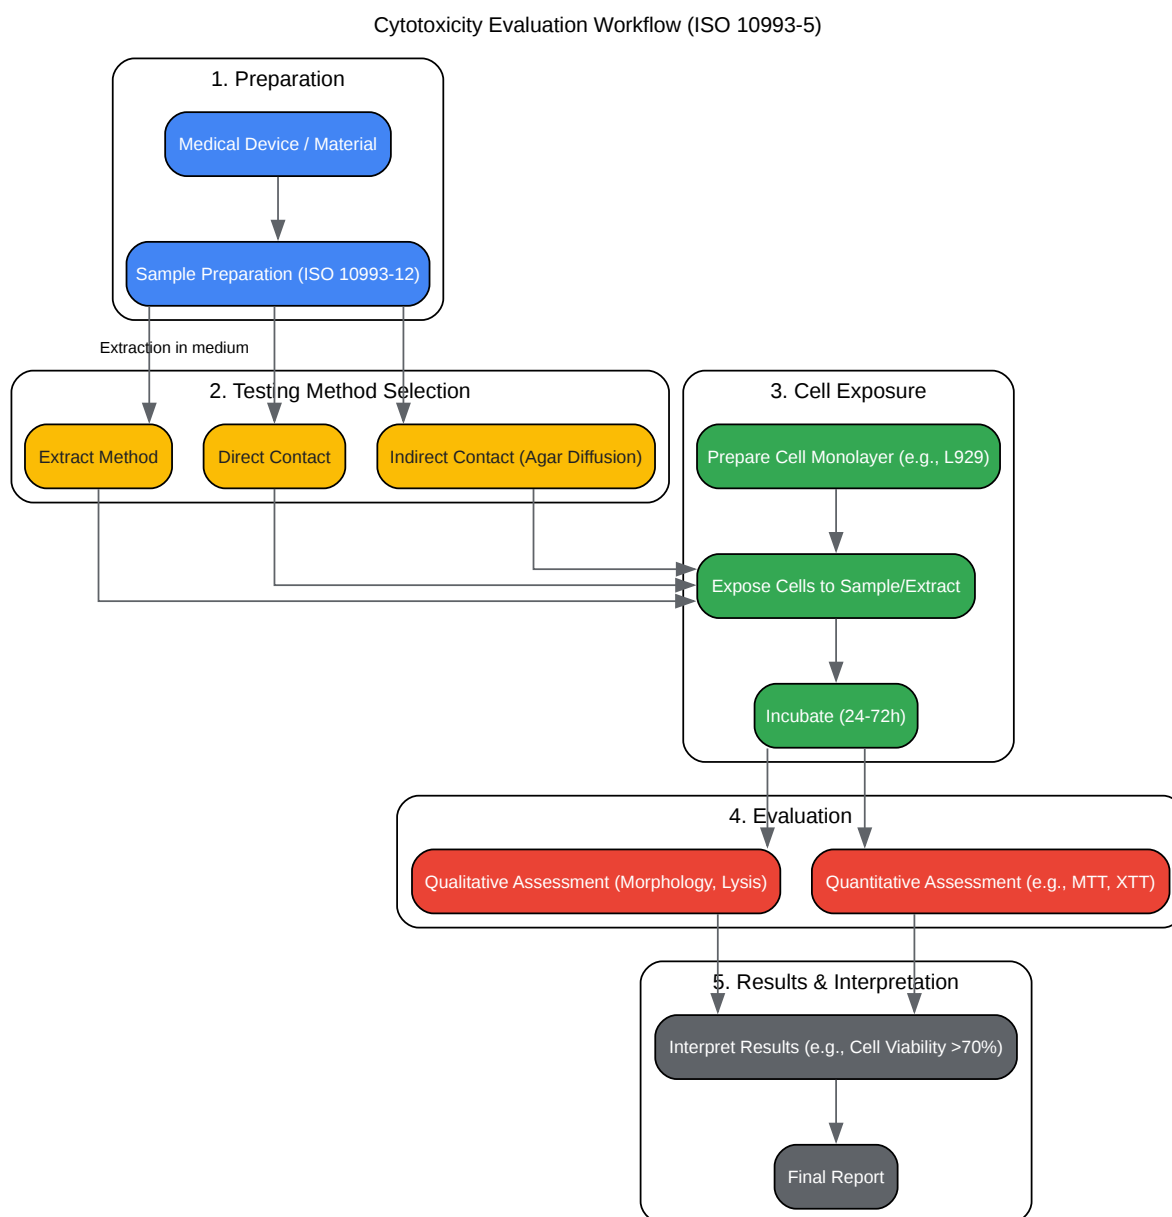 Cytotoxicity Evaluation Workflow (ISO 10993-5)
1. Preparation
Medical Device / Material
Sample Preparation (ISO 10993-12)
Extraction in medium
2. Testing Method Selection
Extract Method
Direct Contact
Indirect Contact (Agar Diffusion)
3. Cell Exposure
Prepare Cell Monolayer (e.g., L929)
Expose Cells to Sample/Extract
Incubate (24-72h)
4. Evaluation
Qualitative Assessment (Morphology, Lysis)
Quantitative Assessment (e.g., MTT, XTT)
5. Results & Interpretation
Interpret Results (e.g., Cell Viability >70%)
Final Report